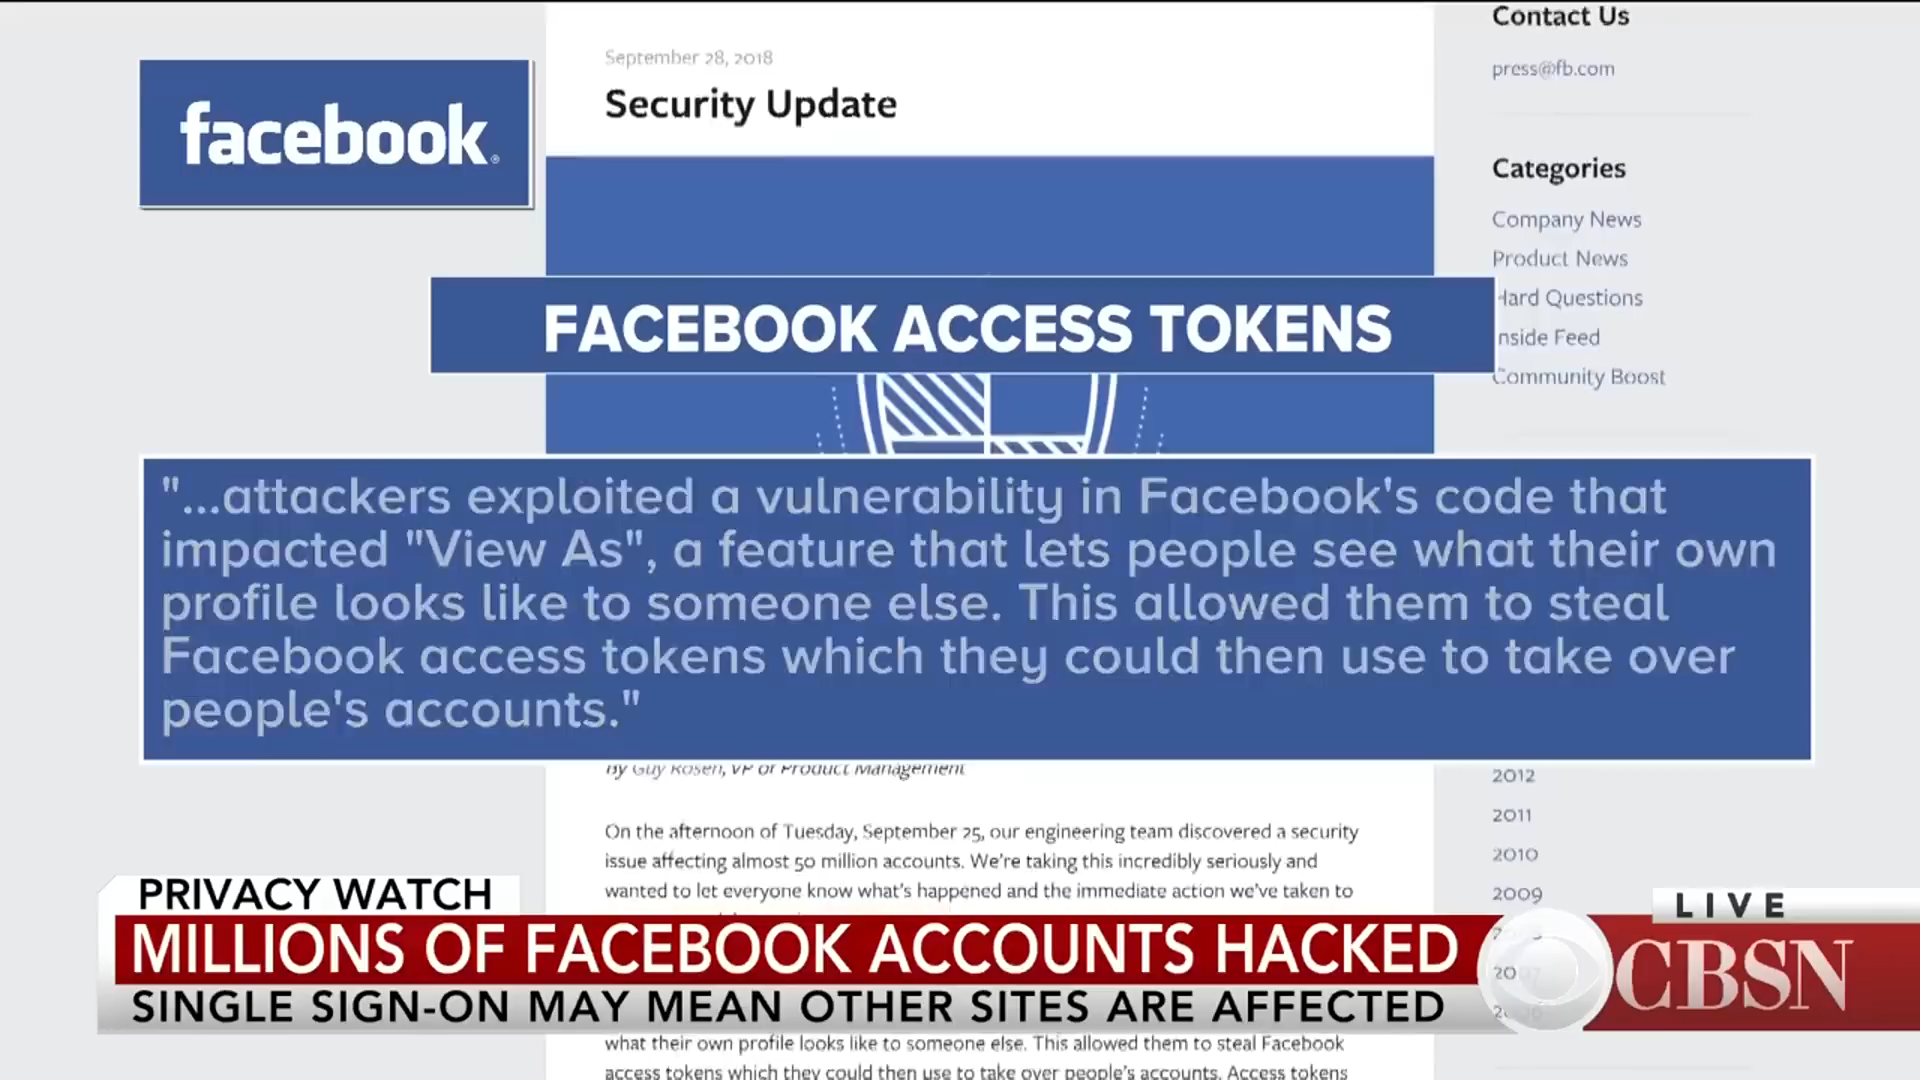 September 28, 2018
Security Update
facebook
FACEBOOK ACCESS TOKENS
"...attackers exploited a vulnerability in Facebook's code that
impacted "View As", a feature that lets people see what their own
profile looks like to someone else. This allowed them to steal
Facebook access tokens which they could then use to take over
people's accounts."
By Guy Rosen, VP of Product Management
On the afternoon of Tuesday, September 25, our engineering team discovered a security
issue affecting almost 50 million accounts. We're taking this incredibly seriously and
wanted to let everyone know what's happened and the immediate action we've taken to
what their own profile looks like to someone else. This allowed them to steal Facebook
access tokens which they could then use to take over people's accounts. Access tokens
Contact Us
press@fb.com
Categories
Company News
Product News
Hard Questions
Inside Feed
Community Boost
2012
2011
2010
2009
PRIVACY WATCH
MILLIONS OF FACEBOOK ACCOUNTS HACKED
SINGLE SIGN-ON MAY MEAN OTHER SITES ARE AFFECTED
LIVE
CBSN